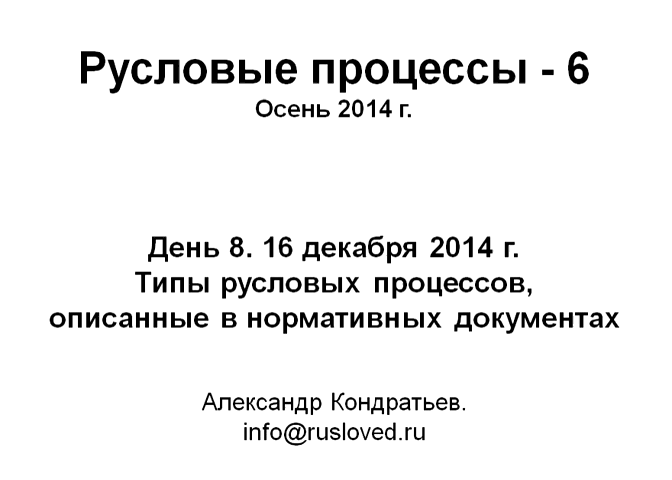 Русловые процессы - 6
Осень 2014 г.
День 8. 16 декабря 2014 г.
Типы русловых процессов,
описанные в нормативных документах
Александр Кондратьев.
info@rusloved.ru